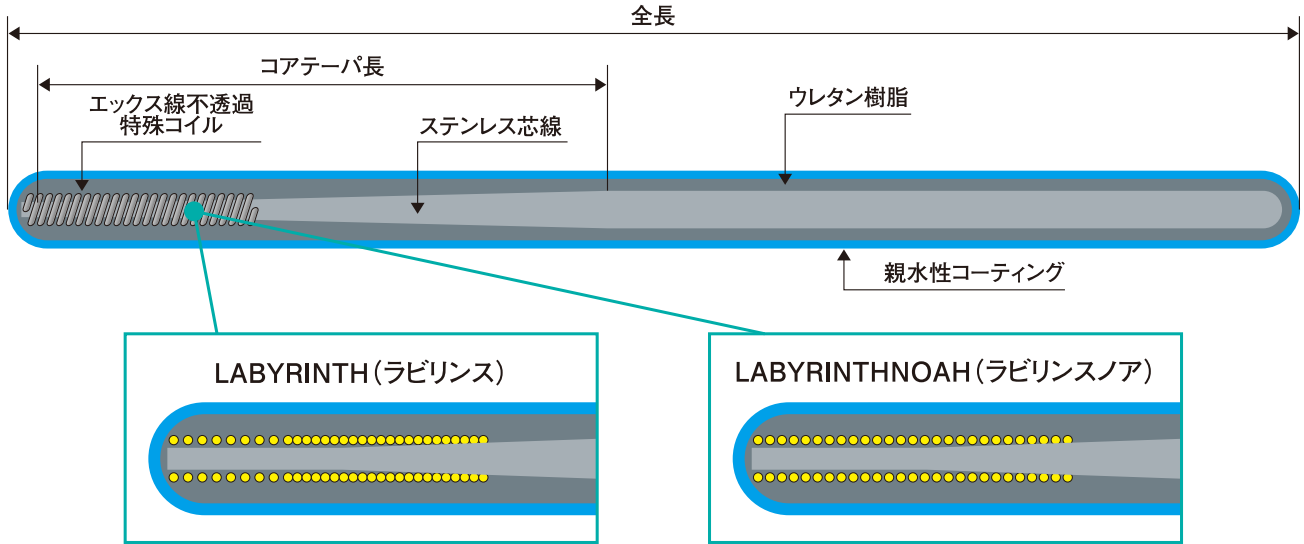 全長
コアテーパ長
エックス線不透過
特殊コイル
ステンレス芯線
ウレタン樹脂
親水性コーティング
LABYRINTH(ラビリンス)
LABYRINTHNOAH(ラビリンスノア)